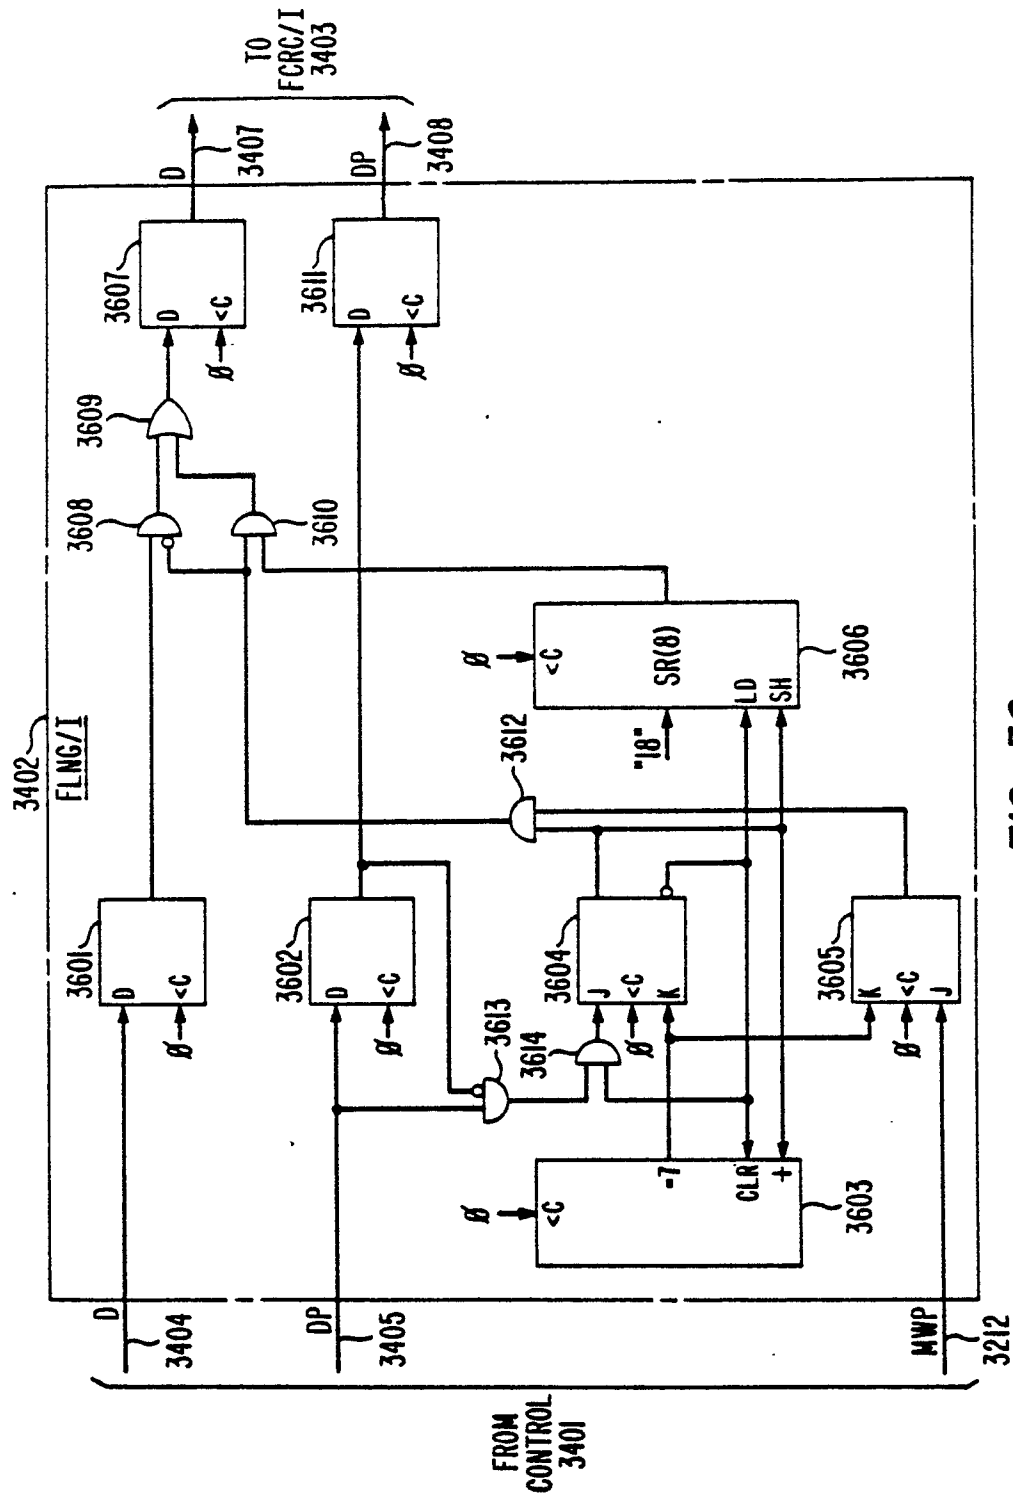 3402
FLNG/I
FROM
CONTROL
3401
D
3404
DP
3405
MWP
3212
3601
D
<C
Ø
3602
D
<C
Ø
3613
3614
3603
<C
Ø
=7
CLR
+
3604
J
<C
K
Ø
3605
K
<C
J
Ø
3612
"18"
3606
<C
Ø
SR(8)
LD
SH
3608
3609
3610
3607
D
<C
Ø
3611
D
<C
Ø
D
3407
DP
3408
TO
FCRC/I
3403